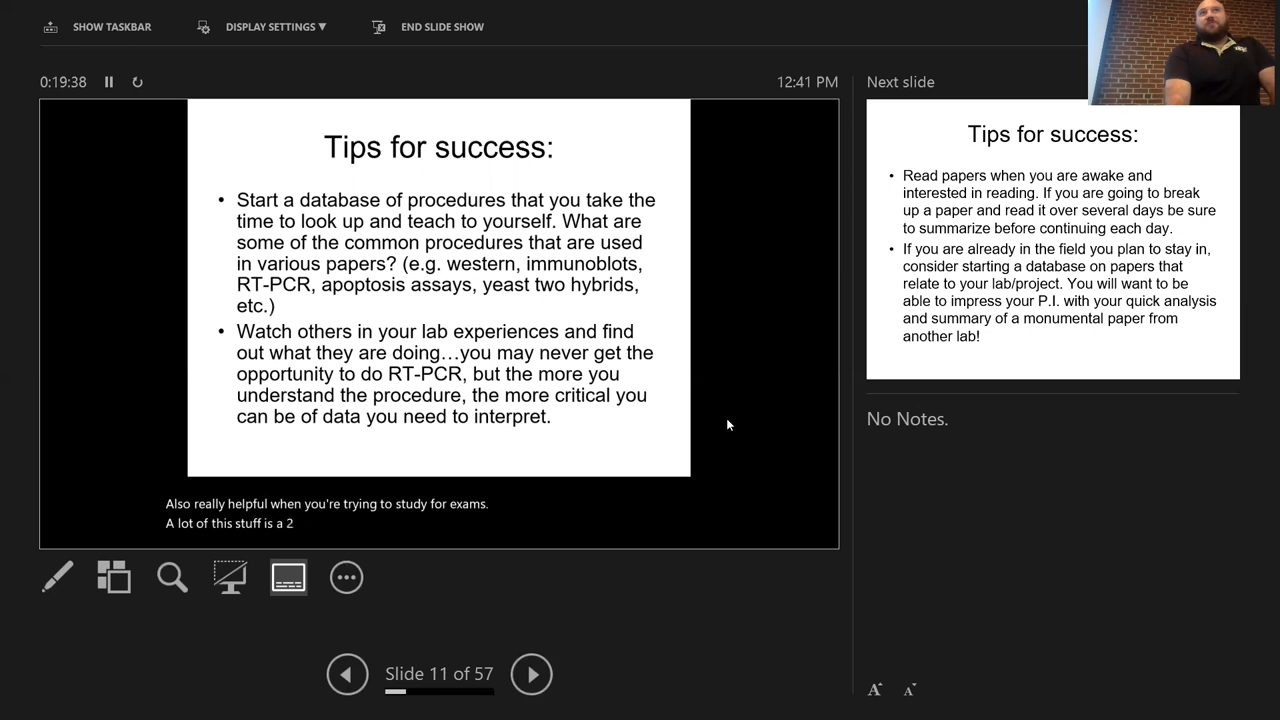 SHOW TASKBAR
DISPLAY SETTINGS ▼
END SLIDE SHOW
0:19:38
12:41 PM
Tips for success:
• Start a database of procedures that you take the
time to look up and teach to yourself. What are
some of the common procedures that are used
in various papers? (e.g. western, immunoblots,
RT-PCR, apoptosis assays, yeast two hybrids,
etc.)
• Watch others in your lab experiences and find
out what they are doing…you may never get the
opportunity to do RT-PCR, but the more you
understand the procedure, the more critical you
can be of data you need to interpret.
Also really helpful when you're trying to study for exams.
A lot of this stuff is a 2
Slide 11 of 57
Next slide
Tips for success:
• Read papers when you are awake and
interested in reading. If you are going to break
up a paper and read it over several days be sure
to summarize before continuing each day.
• If you are already in the field you plan to stay in,
consider starting a database on papers that
relate to your lab/project. You will want to be
able to impress your P.I. with your quick analysis
and summary of a monumental paper from
another lab!
No Notes.
A A